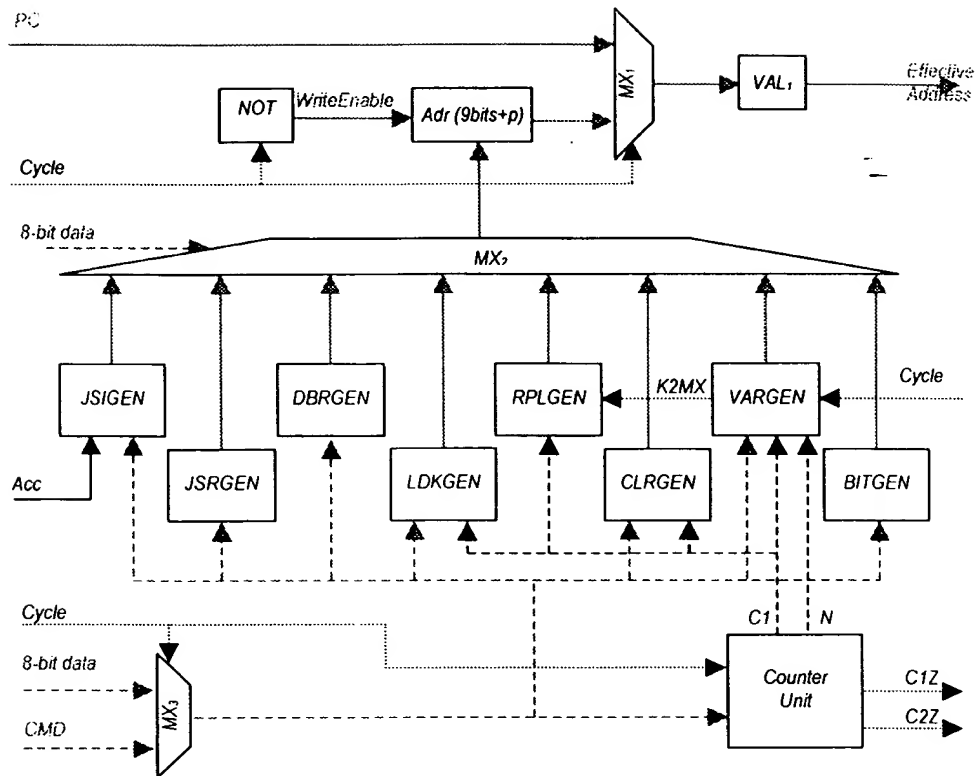 PC
MX₁
VAL₁
Effective
Address
NOT
WriteEnable
Adr (9bits+p)
Cycle
8-bit data
MX₂
JSIGEN
DBRGEN
RPLGEN
K2MX
VARGEN
Cycle
Acc
JSRGEN
LDKGEN
CLRGEN
BITGEN
Cycle
C1
N
8-bit data
MX₃
CMD
Counter
Unit
C1Z
C2Z